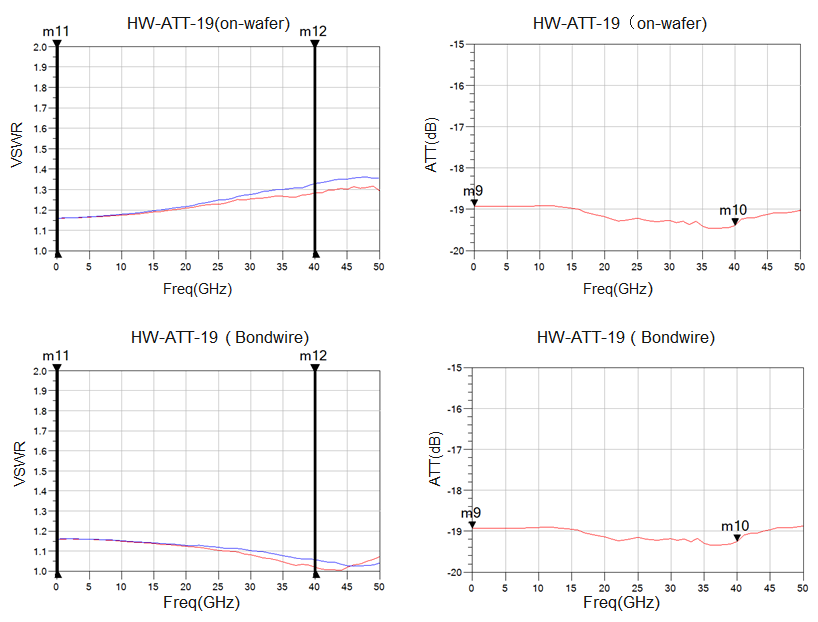 HW-ATT-19(on-wafer)
m11 m12
2.0
1.9
1.8
1.7
1.6
1.5
1.4
1.3
1.2
1.1
1.0
VSWR
0 5 10 15 20 25 30 35 40 45 50
Freq(GHz)
HW-ATT-19（on-wafer)
-15
-16
-17
-18
-19
-20
ATT(dB)
m9
m10
0 5 10 15 20 25 30 35 40 45 50
Freq(GHz)
HW-ATT-19 ( Bondwire)
m11 m12
2.0
1.9
1.8
1.7
1.6
1.5
1.4
1.3
1.2
1.1
1.0
VSWR
0 5 10 15 20 25 30 35 40 45 50
Freq(GHz)
HW-ATT-19 ( Bondwire)
-15
-16
-17
-18
-19
-20
ATT(dB)
m9
m10
0 5 10 15 20 25 30 35 40 45 50
Freq(GHz)